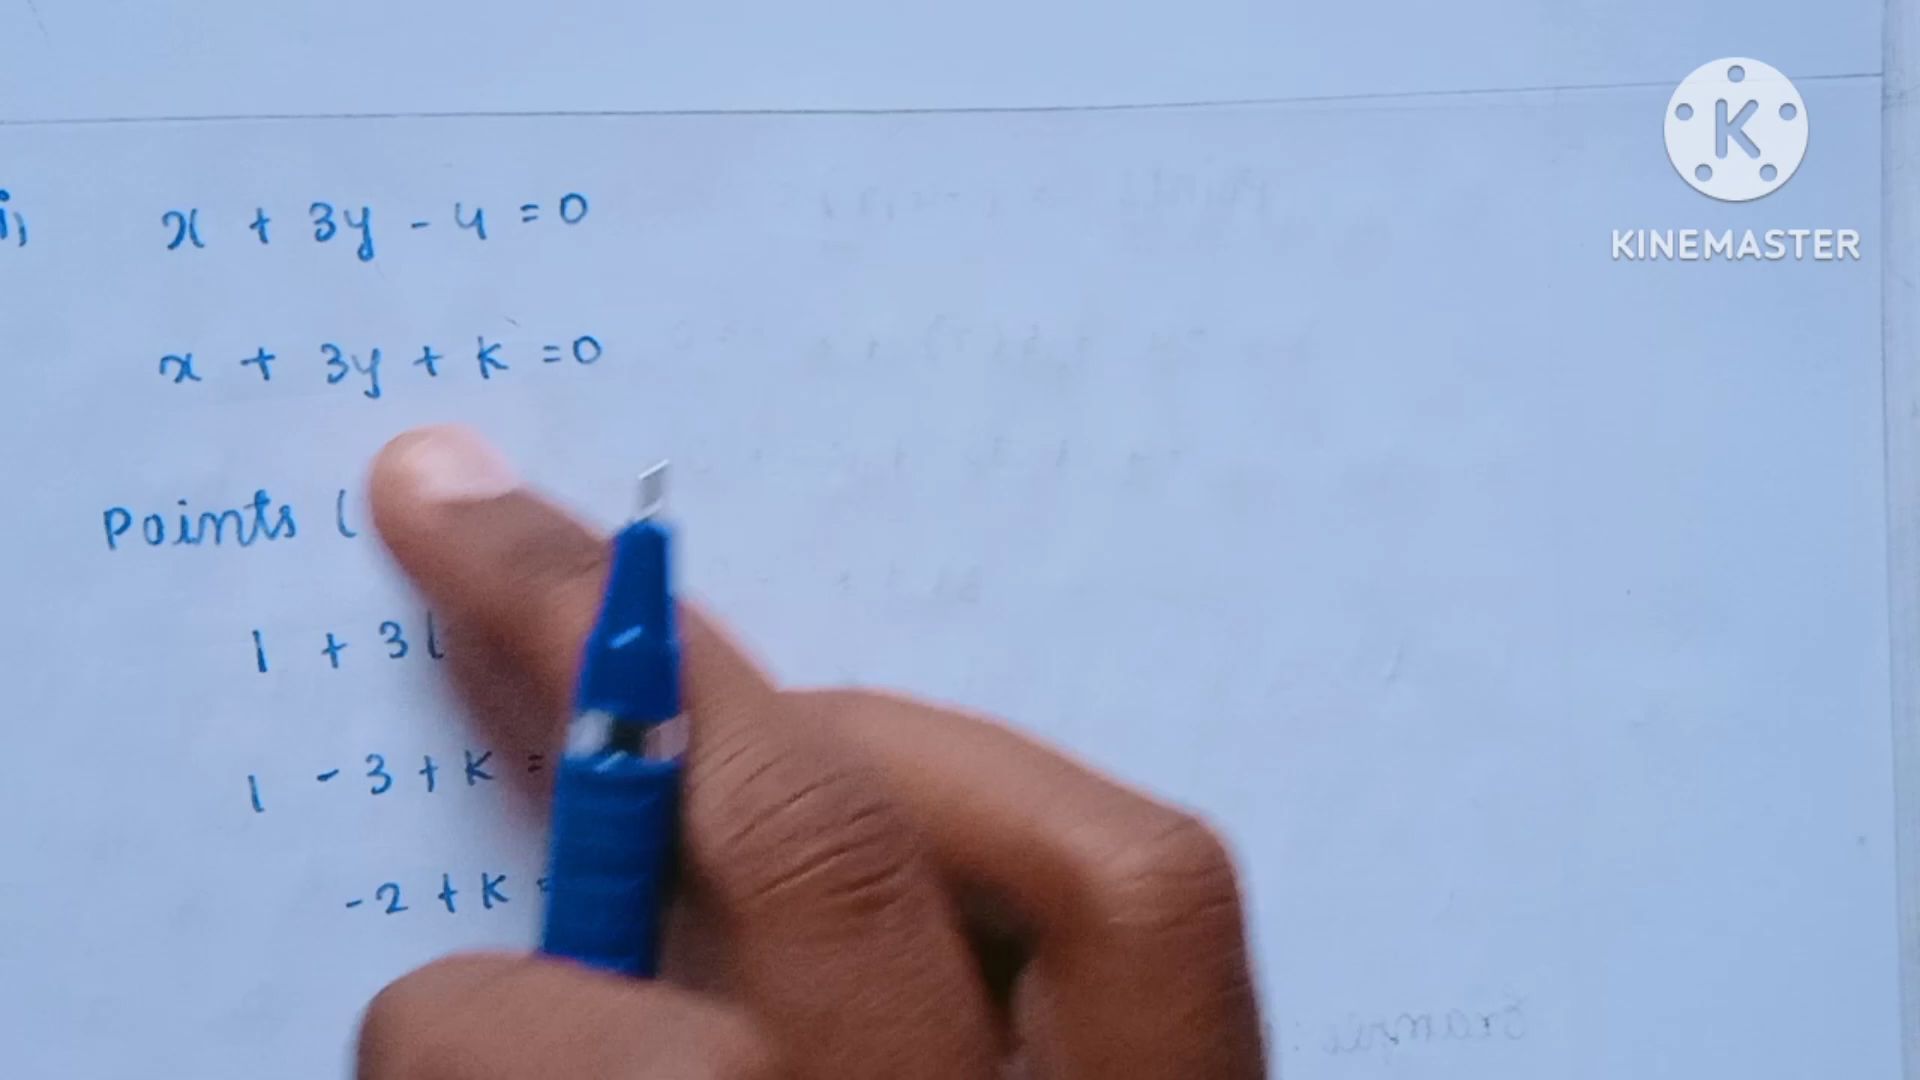 i)
x + 3y - 4 = 0
x + 3y + k = 0
Points (
1 + 3(
1 - 3 + k =
-2 + k =
K
KINEMASTER